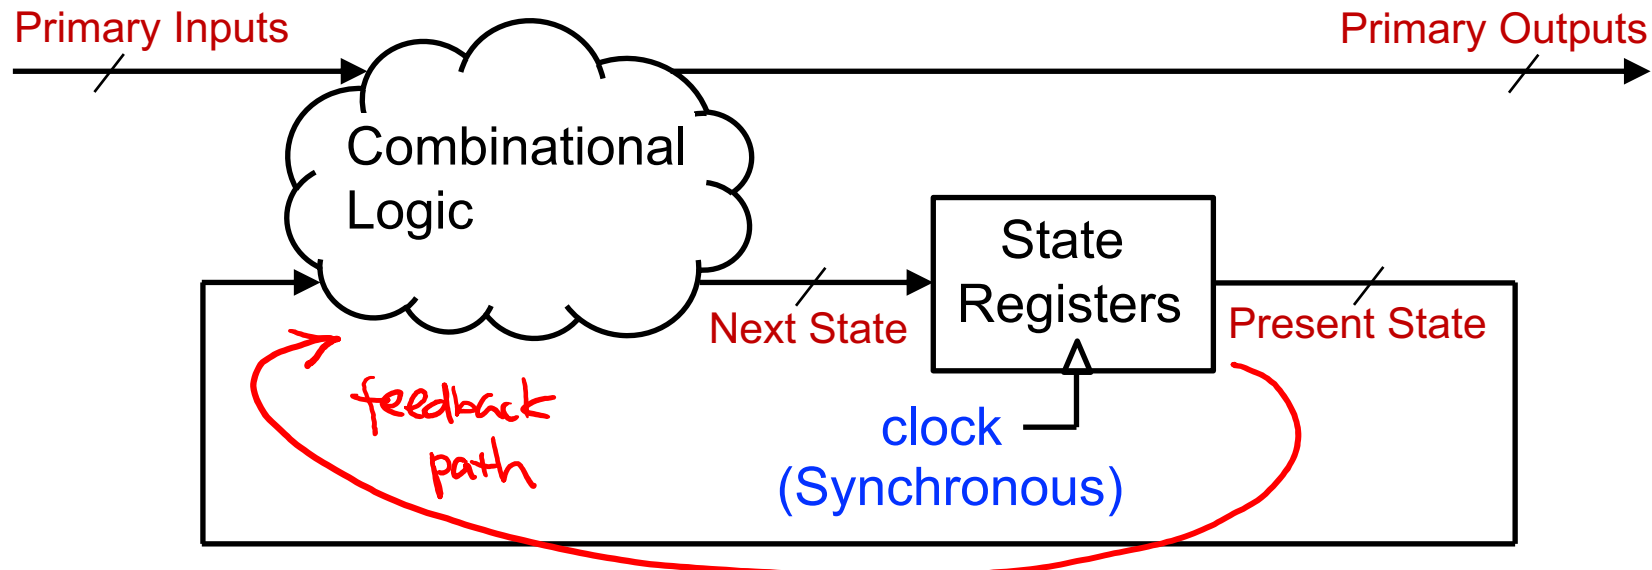 Primary Inputs
Primary Outputs
Combinational
Logic
State
Registers
Next State
Present State
feedback
path
clock
(Synchronous)